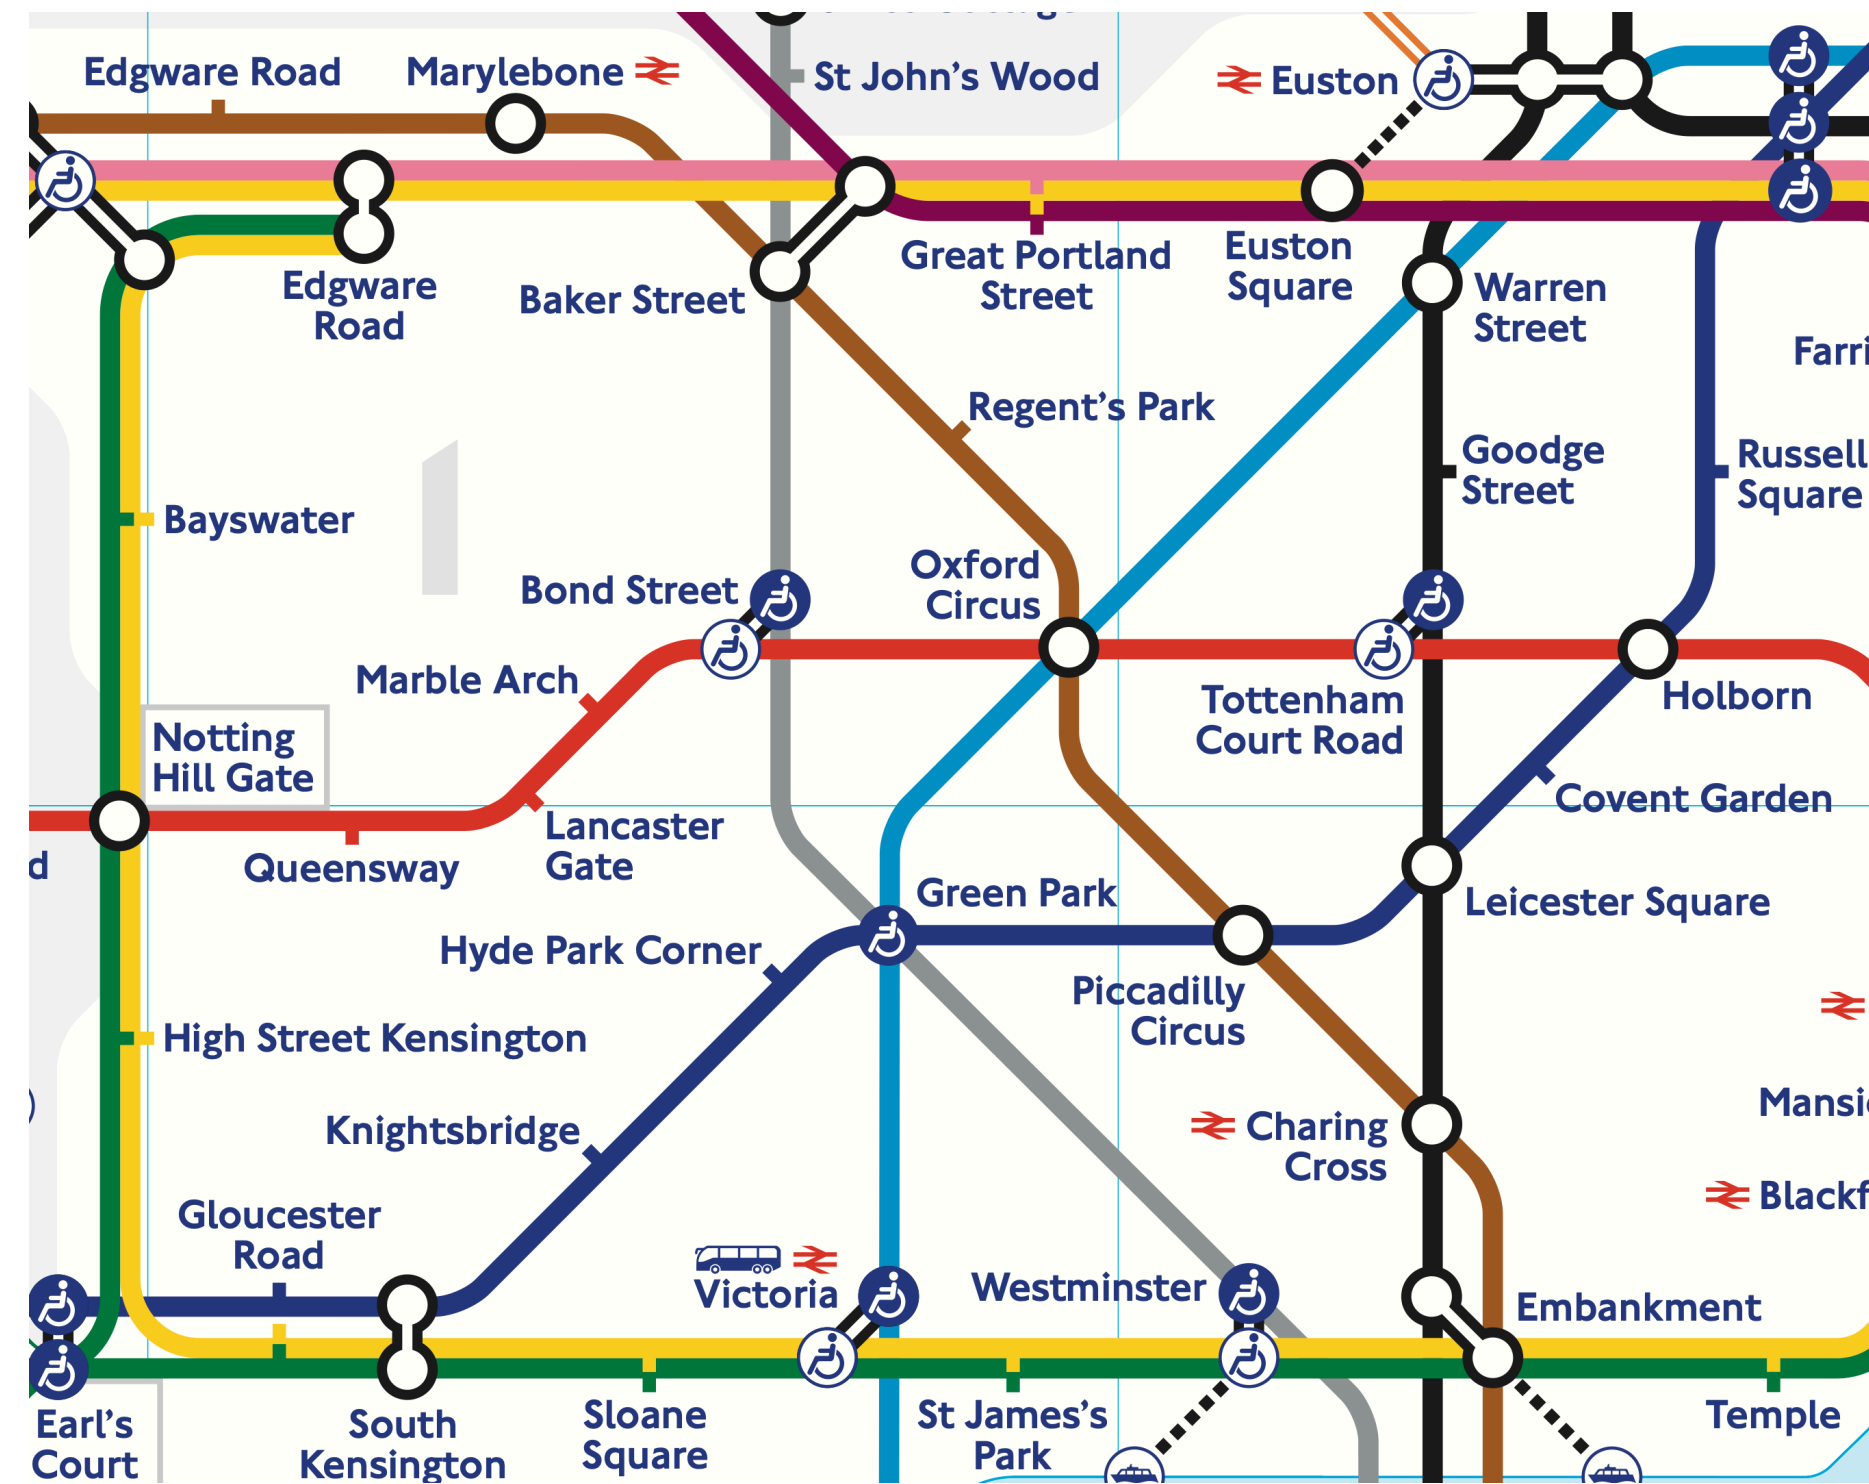 Edgware Road
Marylebone
St John's Wood
Euston
Edgware
Road
Baker Street
Great Portland
Street
Euston
Square
Warren
Street
Regent's Park
Goodge
Street
Russell
Square
Bayswater
Bond Street
Oxford
Circus
Marble Arch
Tottenham
Court Road
Holborn
Notting
Hill Gate
Queensway
Lancaster
Gate
Covent Garden
Green Park
Leicester Square
Hyde Park Corner
Piccadilly
Circus
High Street Kensington
Knightsbridge
Charing
Cross
Gloucester
Road
Victoria
Westminster
Embankment
Earl's
Court
South
Kensington
Sloane
Square
St James's
Park
Temple